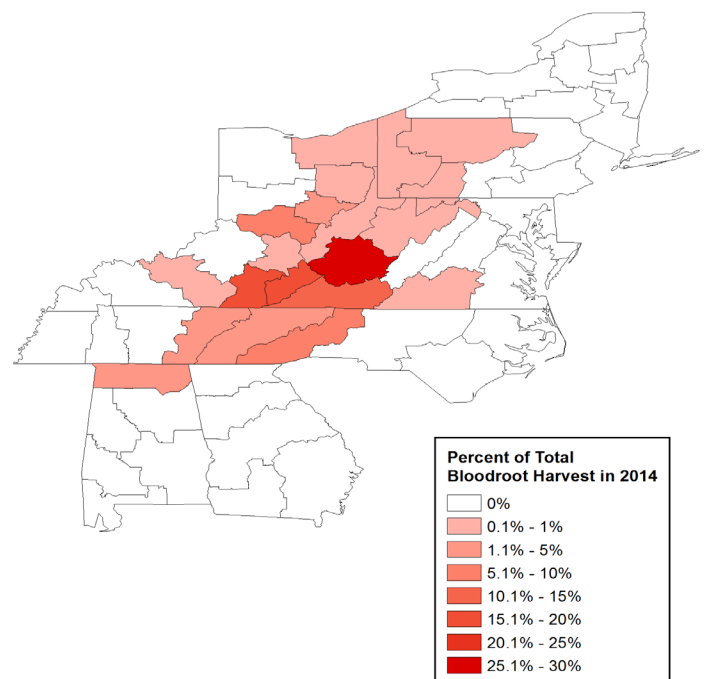 Percent of Total
Bloodroot Harvest in 2014
0%
0.1% - 1%
1.1% - 5%
5.1% - 10%
10.1% - 15%
15.1% - 20%
20.1% - 25%
25.1% - 30%